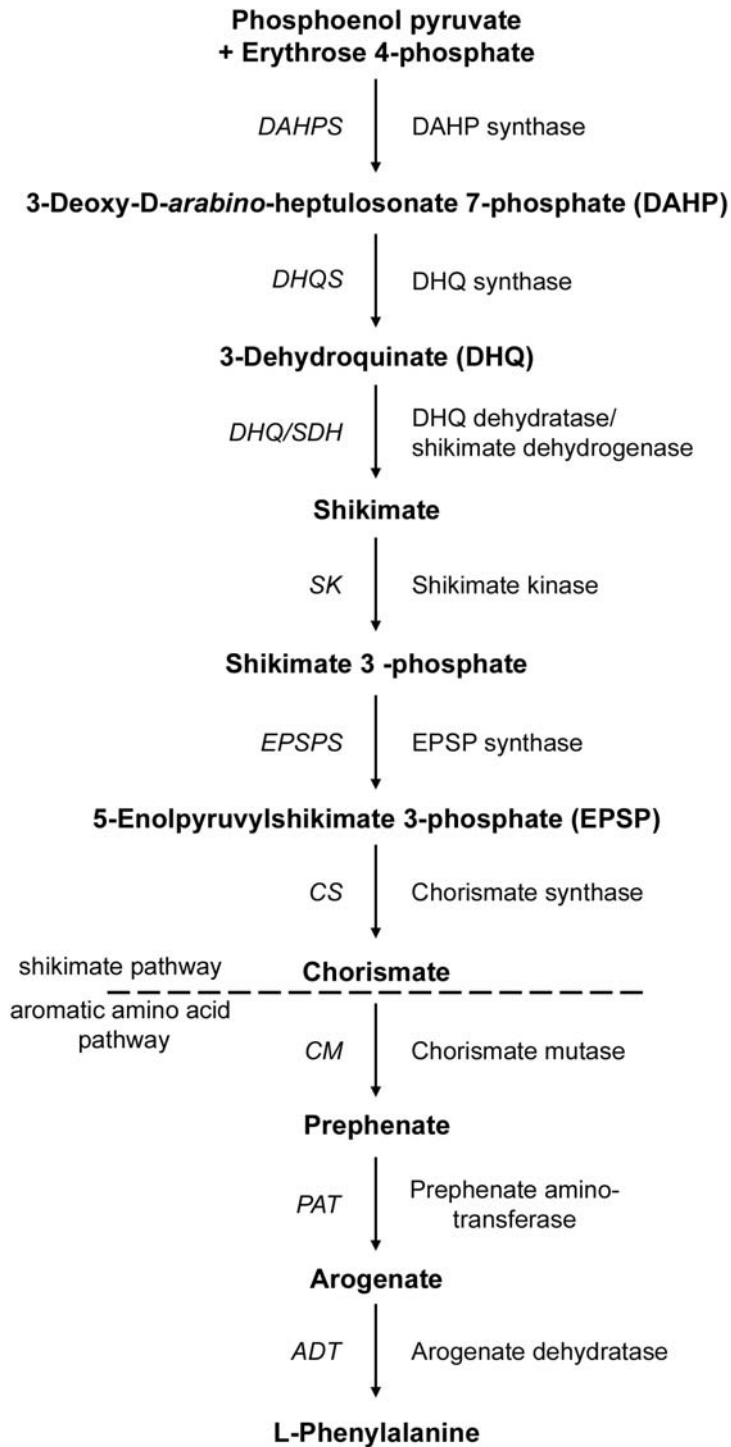 Phosphoenol pyruvate
+ Erythrose 4-phosphate
DAHPS
DAHP synthase
3-Deoxy-D-arabino-heptulosonate 7-phosphate (DAHP)
DHQS
DHQ synthase
3-Dehydroquinate (DHQ)
DHQ/SDH
DHQ dehydratase/
shikimate dehydrogenase
Shikimate
SK
Shikimate kinase
Shikimate 3 -phosphate
EPSPS
EPSP synthase
5-Enolpyruvylshikimate 3-phosphate (EPSP)
CS
Chorismate synthase
shikimate pathway
Chorismate
aromatic amino acid
pathway
CM
Chorismate mutase
Prephenate
PAT
Prephenate amino-
transferase
Arogenate
ADT
Arogenate dehydratase
L-Phenylalanine